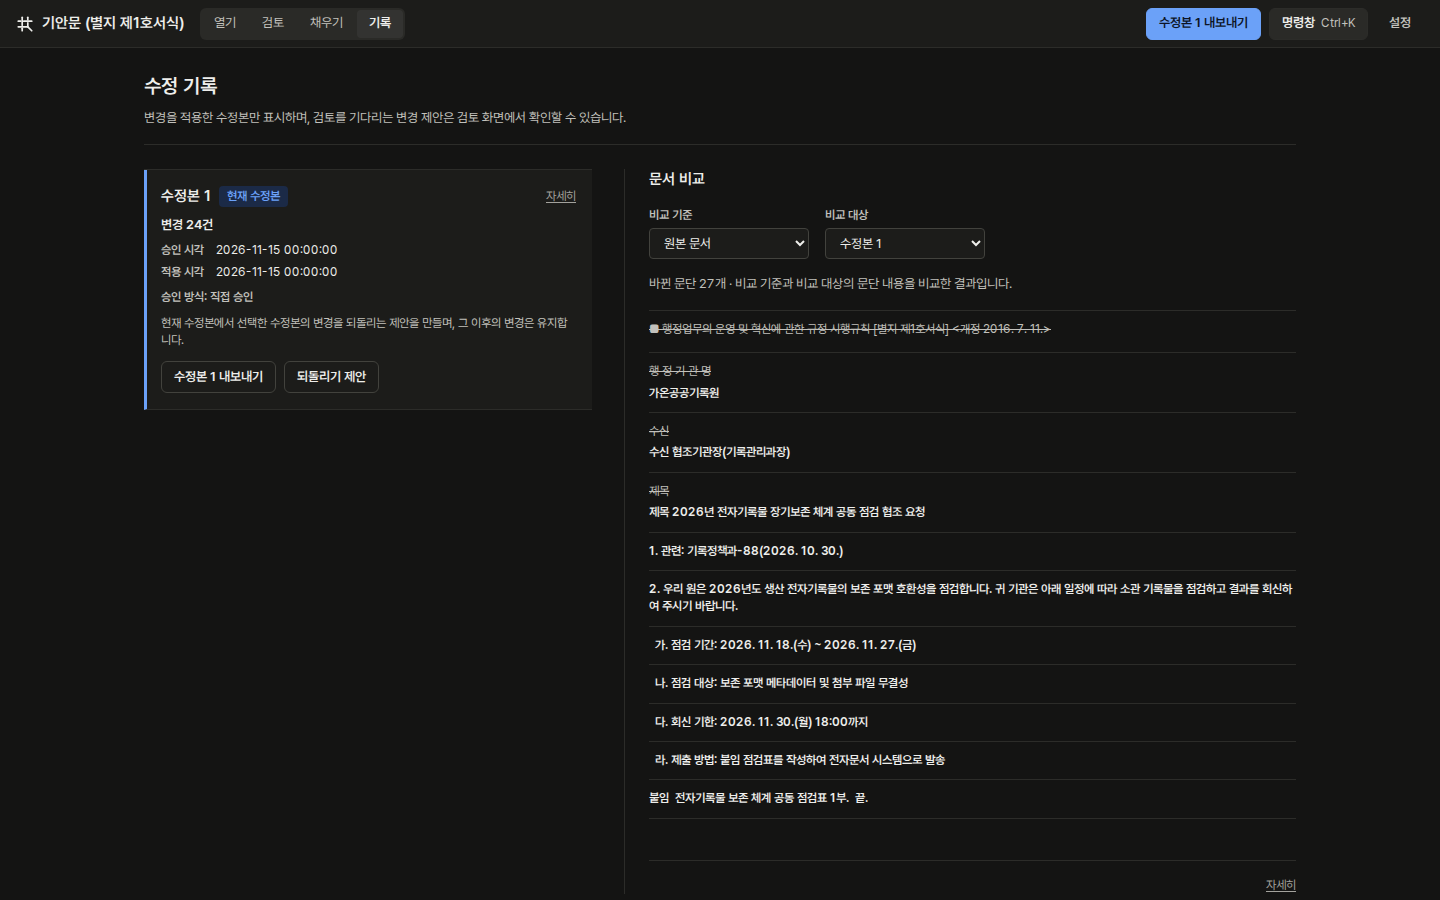 기안문 (별지 제1호서식)
열기
검토
채우기
기록
수정본 1 내보내기
명령창 Ctrl+K
설정
수정 기록
변경을 적용한 수정본만 표시하며, 검토를 기다리는 변경 제안은 검토 화면에서 확인할 수 있습니다.
수정본 1
현재 수정본
자세히
변경 24건
승인 시각 2026-11-15 00:00:00
적용 시각 2026-11-15 00:00:00
승인 방식: 직접 승인
현재 수정본에서 선택한 수정본의 변경을 되돌리는 제안을 만들며, 그 이후의 변경은 유지합
니다.
수정본 1 내보내기
되돌리기 제안
문서 비교
비교 기준
비교 대상
원본 문서
수정본 1
바뀐 문단 27개 · 비교 기준과 비교 대상의 문단 내용을 비교한 결과입니다.
■ 행정업무의 운영 및 혁신에 관한 규정 시행규칙 [별지 제1호서식] <개정 2016. 7. 11.>
행 정 기 관 명
가온공공기록원
수신
수신 협조기관장(기록관리과장)
제목
제목 2026년 전자기록물 장기보존 체계 공동 점검 협조 요청
1. 관련: 기록정책과-88(2026. 10. 30.)
2. 우리 원은 2026년도 생산 전자기록물의 보존 포맷 호환성을 점검합니다. 귀 기관은 아래 일정에 따라 소관 기록물을 점검하고 결과를 회신하
여 주시기 바랍니다.
가. 점검 기간: 2026. 11. 18.(수) ~ 2026. 11. 27.(금)
나. 점검 대상: 보존 포맷 메타데이터 및 첨부 파일 무결성
다. 회신 기한: 2026. 11. 30.(월) 18:00까지
라. 제출 방법: 붙임 점검표를 작성하여 전자문서 시스템으로 발송
붙임  전자기록물 보존 체계 공동 점검표 1부.  끝.
자세히